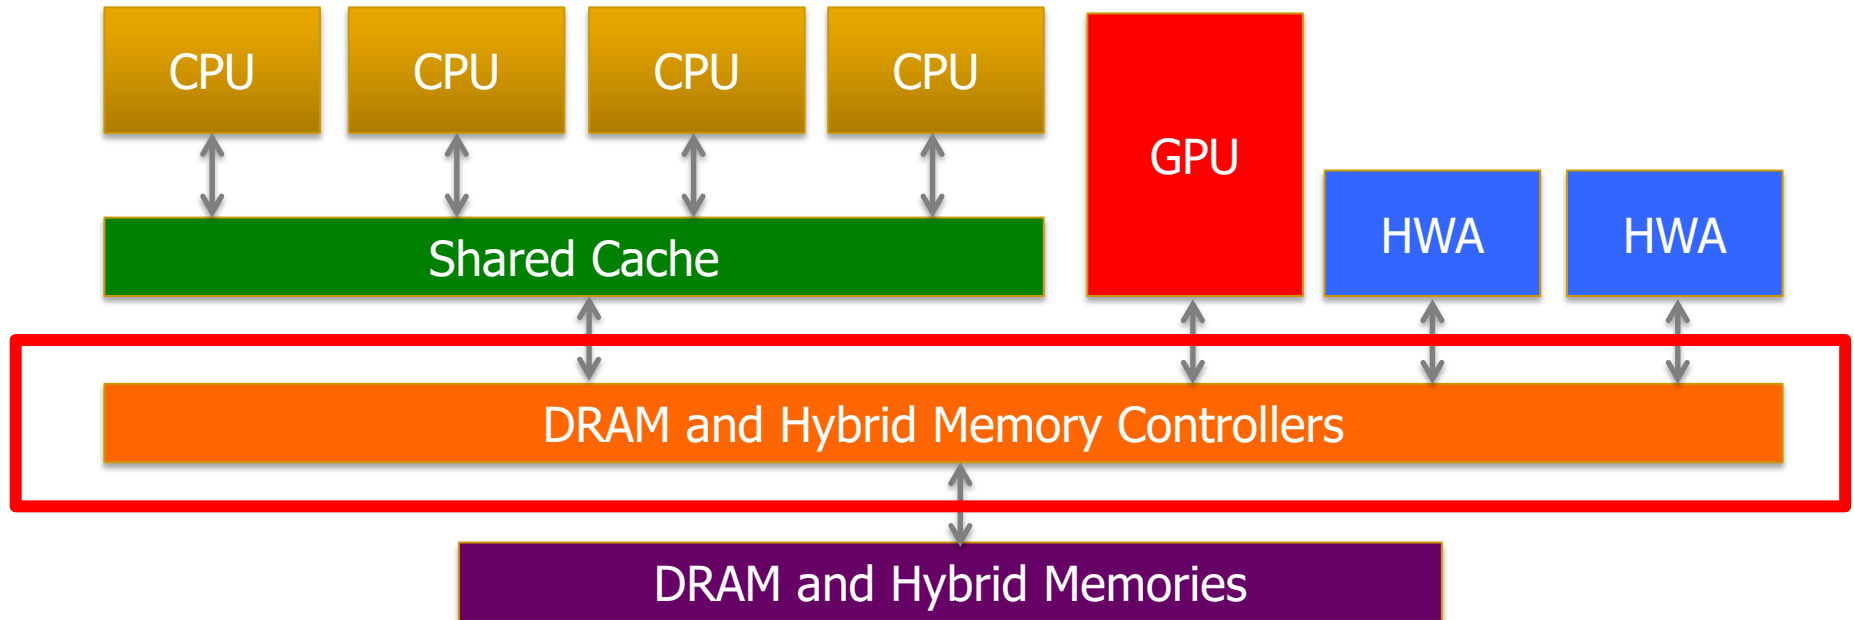 CPU
CPU
CPU
CPU
GPU
HWA
HWA
Shared Cache
DRAM and Hybrid Memory Controllers
DRAM and Hybrid Memories